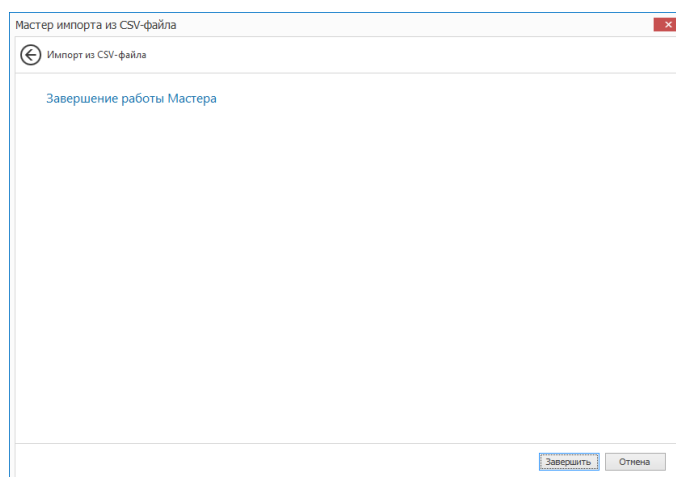 Мастер импорта из CSV-файла
Импорт из CSV-файла
Завершение работы Мастера
Завершить Отмена